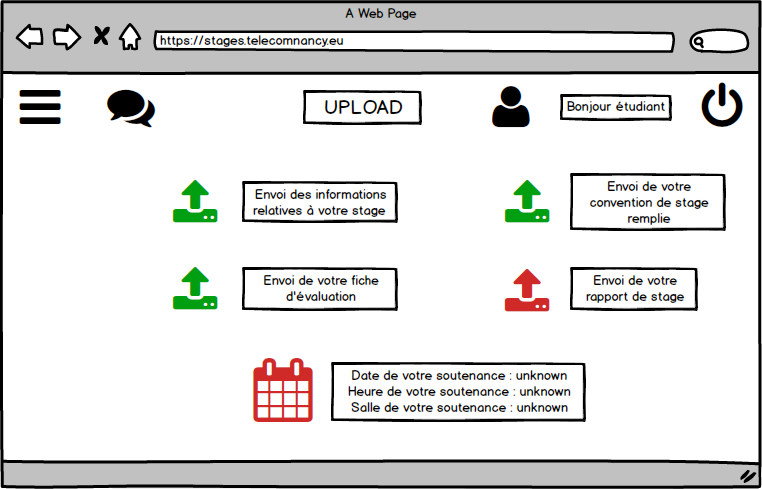 A Web Page
https://stages.telecomnancy.eu
UPLOAD
Bonjour étudiant
Envoi des informations
relatives à votre stage
Envoi de votre
convention de stage
remplie
Envoi de votre fiche
d'évaluation
Envoi de votre
rapport de stage
Date de votre soutenance : unknown
Heure de votre soutenance : unknown
Salle de votre soutenance : unknown